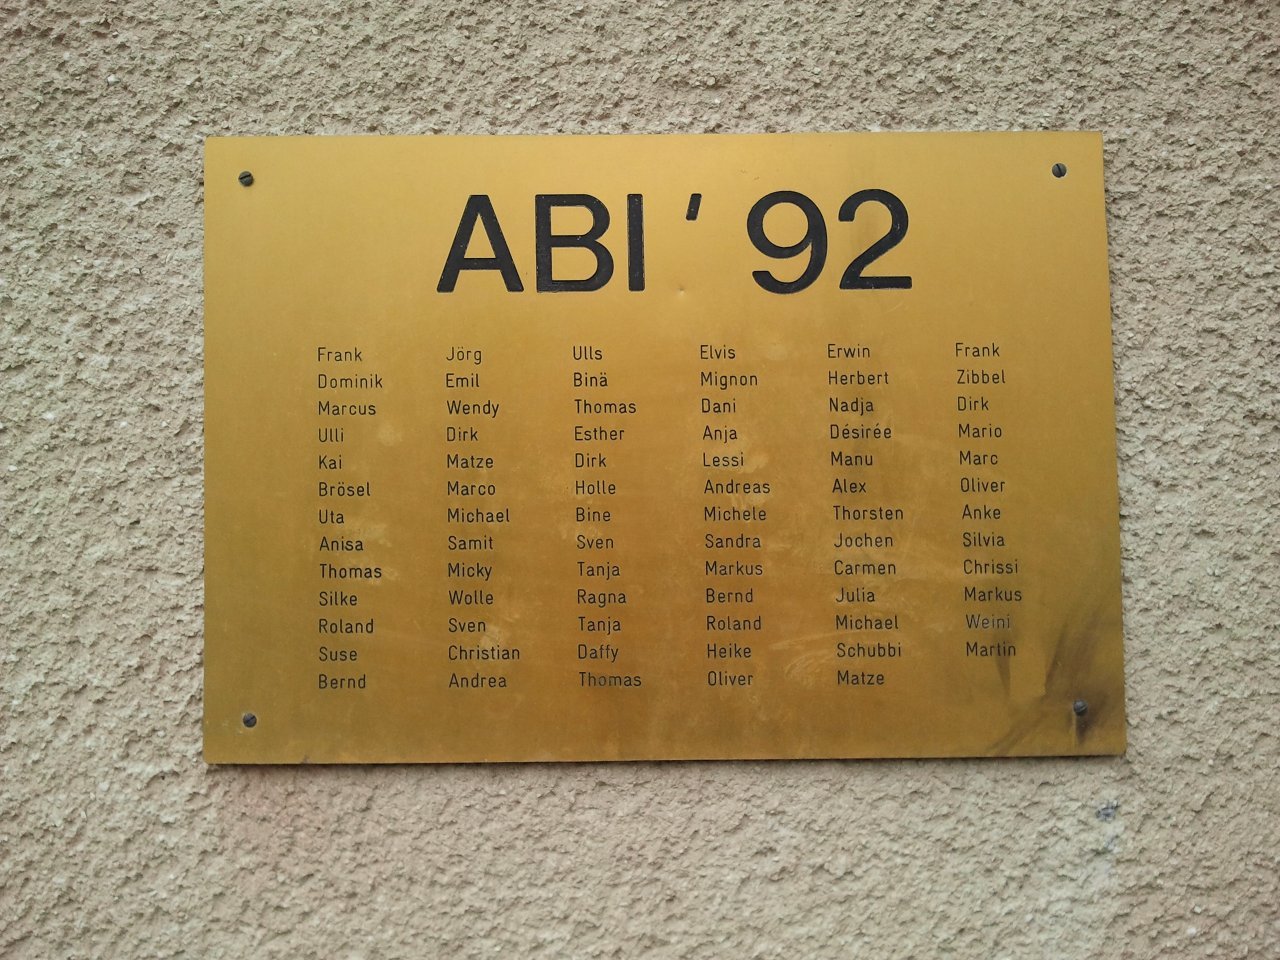 ABI '92
Frank Jörg Ulls Elvis Erwin Frank
Dominik Emil Binä Mignon Herbert Zibbel
Marcus Wendy Thomas Dani Nadja Dirk
Ulli Dirk Esther Anja Désirée Mario
Kai Matze Dirk Lessi Manu Marc
Brösel Marco Holle Andreas Alex Oliver
Uta Michael Bine Michele Thorsten Anke
Anisa Samit Sven Sandra Jochen Silvia
Thomas Micky Tanja Markus Carmen Chrissi
Silke Wolle Ragna Bernd Julia Markus
Roland Sven Tanja Roland Michael Weini
Suse Christian Daffy Heike Schubbi Martin
Bernd Andrea Thomas Oliver Matze